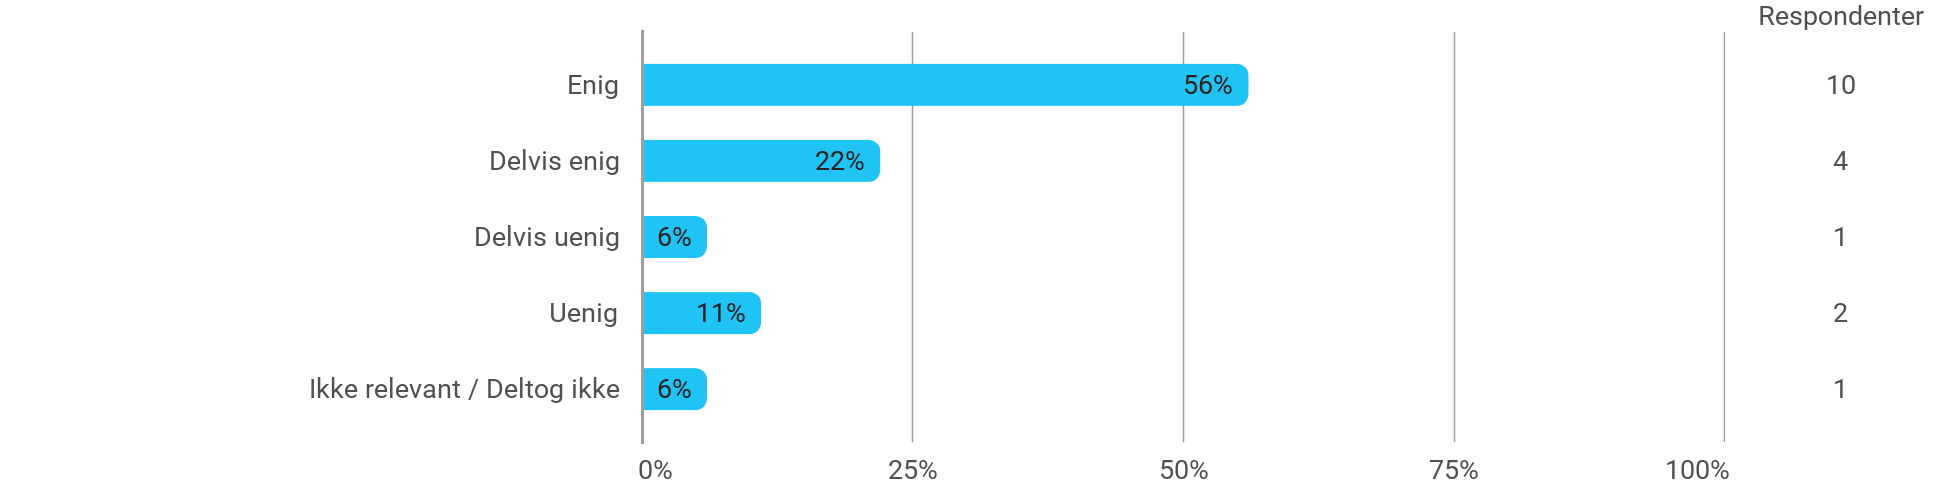 Respondenter
Enig 56% 10
Delvis enig 22% 4
Delvis uenig 6% 1
Uenig 11% 2
Ikke relevant / Deltog ikke 6% 1
0% 25% 50% 75% 100%